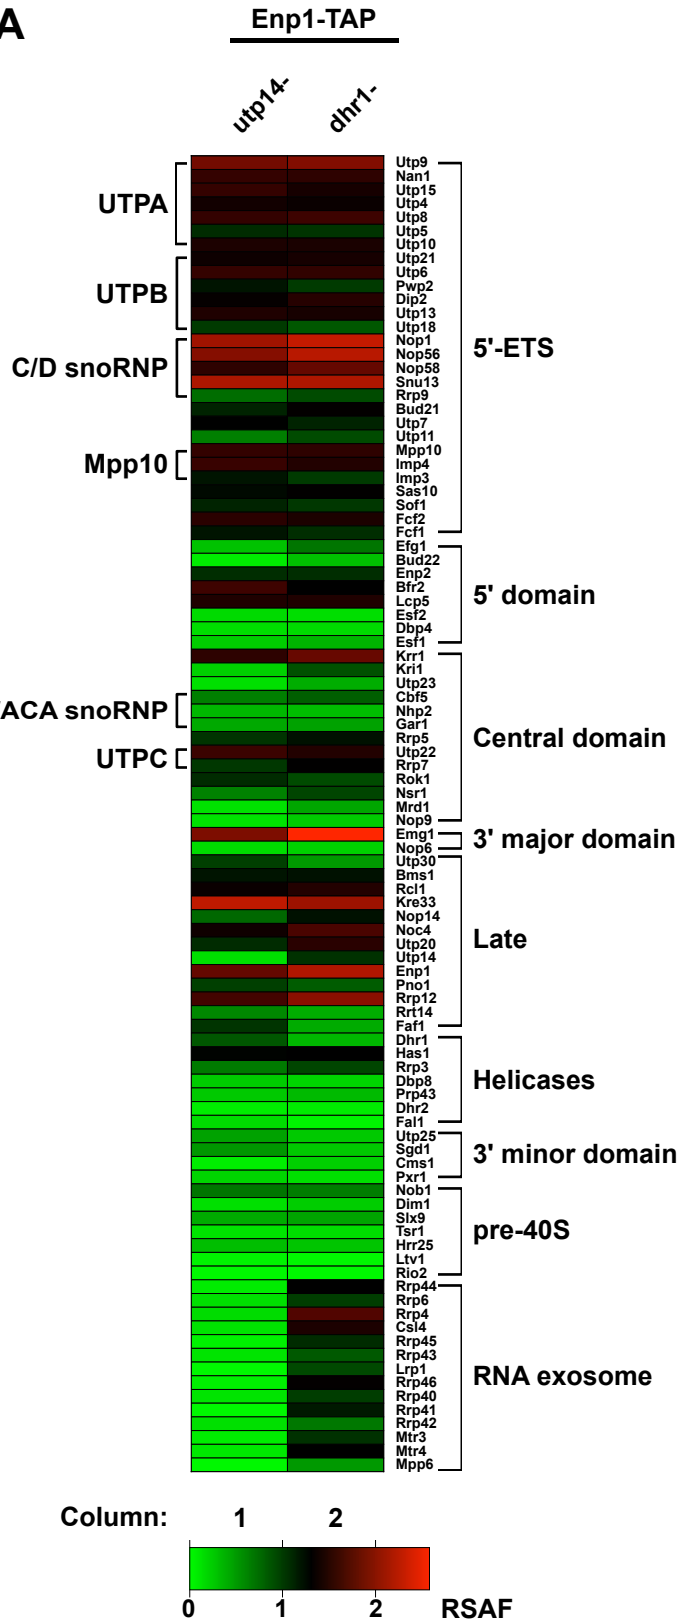 A
Enp1-TAP
utp14-
dhr1-
UTPA
UTPB
C/D snoRNP
Mpp10
/ACA snoRNP
UTPC
Utp9
Nan1
Utp15
Utp4
Utp8
Utp5
Utp10
Utp21
Utp6
Pwp2
Dip2
Utp13
Utp18
Nop1
Nop56
Nop58
Snu13
Rrp9
Bud21
Utp7
Utp11
Mpp10
Imp4
Imp3
Sas10
Sof1
Fcf2
Fcf1
Efg1
Bud22
Enp2
Bfr2
Lcp5
Esf2
Dbp4
Esf1
Krr1
Kri1
Utp23
Cbf5
Nhp2
Gar1
Rrp5
Utp22
Rrp7
Rok1
Nsr1
Mrd1
Nop9
Emg1
Nop6
Utp30
Bms1
Rcl1
Kre33
Nop14
Noc4
Utp20
Utp14
Enp1
Pno1
Rrp12
Rrt14
Faf1
Dhr1
Has1
Rrp3
Dbp8
Prp43
Dhr2
Fal1
Utp25
Sgd1
Cms1
Pxr1
Nob1
Dim1
Slx9
Tsr1
Hrr25
Ltv1
Rio2
Rrp44
Rrp6
Rrp4
Csl4
Rrp45
Rrp43
Lrp1
Rrp46
Rrp40
Rrp41
Rrp42
Mtr3
Mtr4
Mpp6
5'-ETS
5' domain
Central domain
3' major domain
Late
Helicases
3' minor domain
pre-40S
RNA exosome
Column: 1 2
0 1 2 RSAF